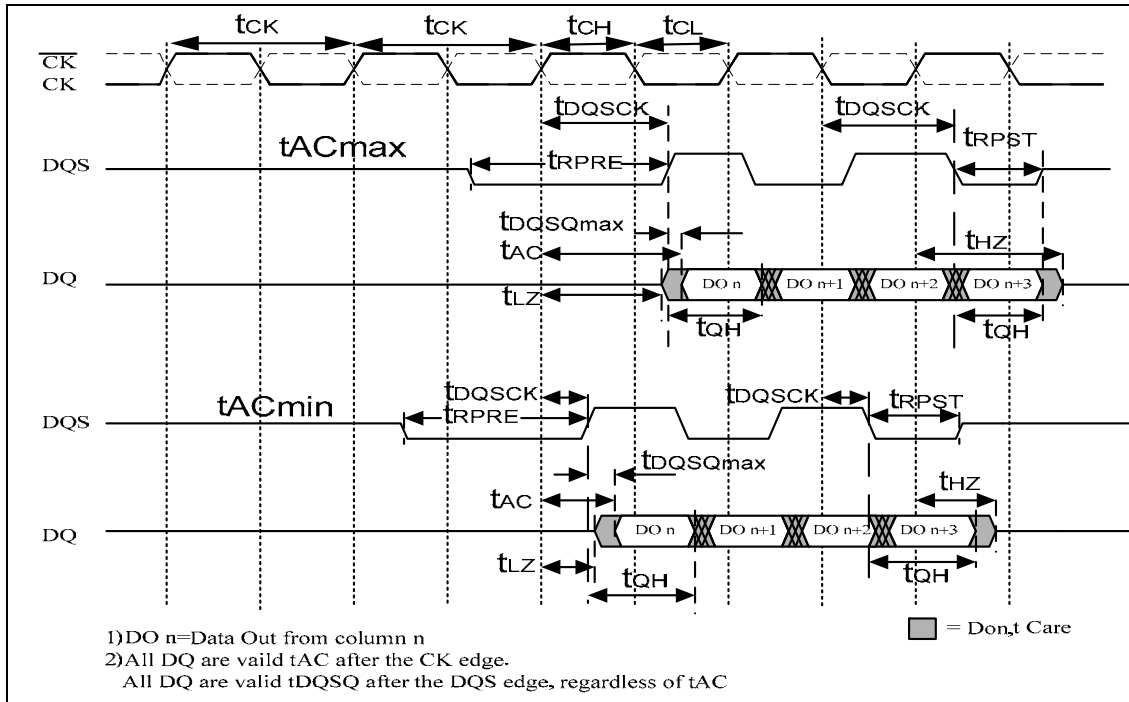 tCK tCK tCH tCL
CK
CK
tDQSCK tDQSCK
tACmax tRPST
DQS tRPRE
tDQSQmax
tAC tHZ
DQ DO n DO n+1 DO n+2 DO n+3
tLZ
tQH tQH
tDQSCK tDQSCK
tACmin tRPRE tRPST
DQS
tDQSQmax
tAC tHZ
DQ DO n DO n+1 DO n+2 DO n+3
tLZ
tQH tQH
1)DO n=Data Out from column n
= Don,t Care
2)All DQ are vaild tAC after the CK edge.
All DQ are valid tDQSQ after the DQS edge, regardless of tAC